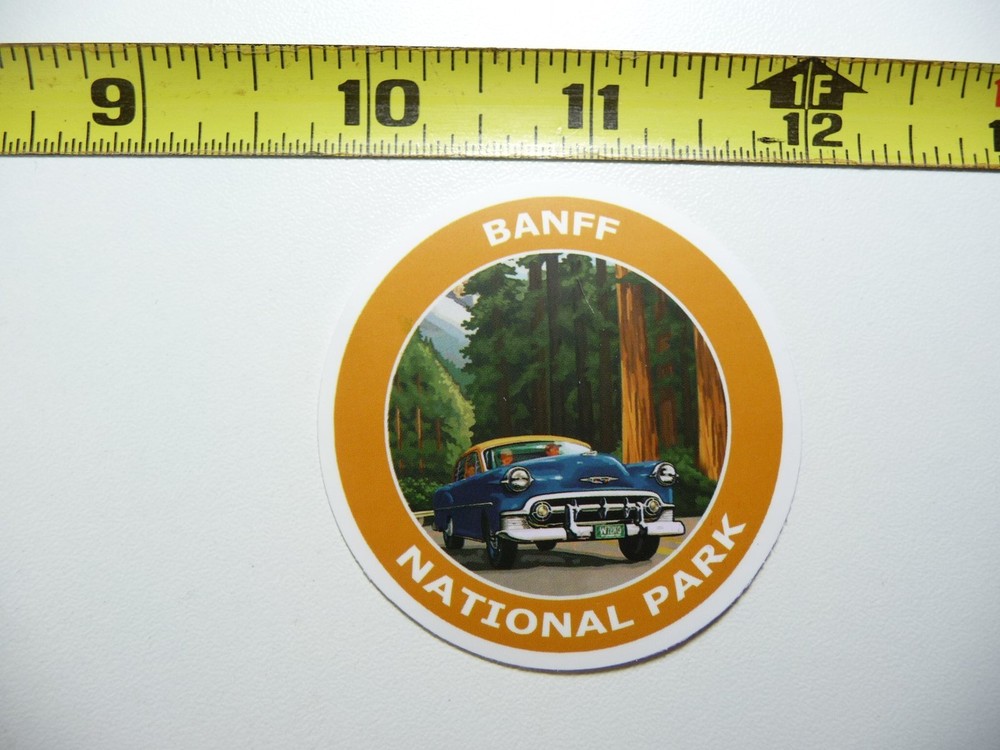 9 10 11 1F
12
BANFF
NATIONAL PARK